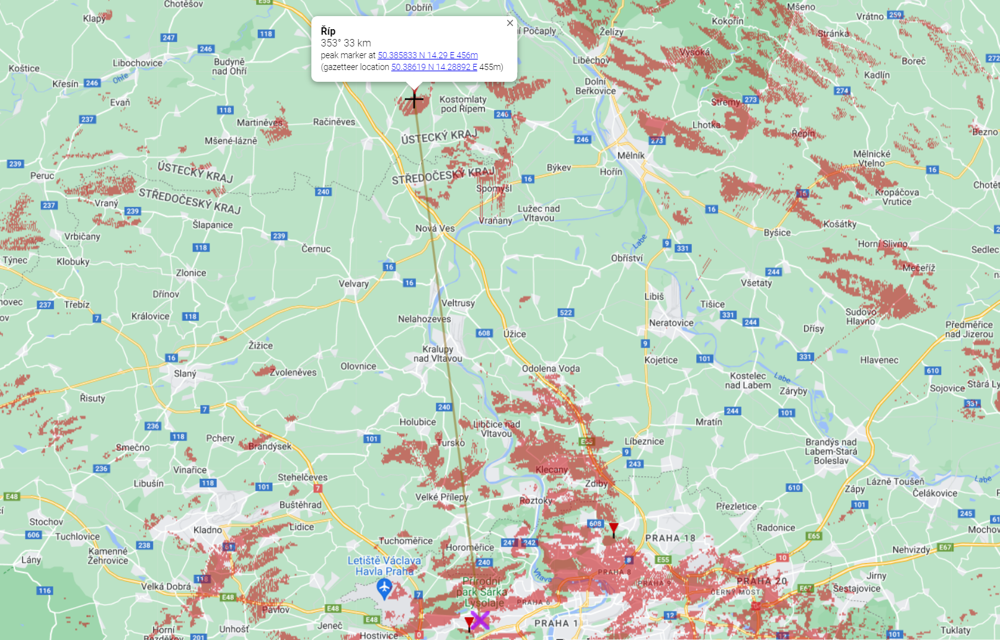 Chotěšov
E55
Dobříň
Mšeno
Klapý
Vrátno
259
Kokořín
Říp
353° 33 km
peak marker at 50.385833 N 14.29 E 456m
(gazetteer location 50.38619 N 14.28892 E 455m)
í Počaply
Želízy
Stránka
118
247
246
Vysoká
Koštice
Libochovice
Budyně
nad Ohří
Liběchov
Boreč
272
Ohře
Kadlín
Křesín
246
Dolní
Beřkovice
274
Evaň
Kostomlaty
pod Řípem
Střemy
273
118
246
237
Martiněves
Račiněves
Lhotka
Řepín
Bezno
Mšené-lázně
ÚSTECKÝ KRAJ
246
273
Mělník
Mělnické
Vtelno
239
ÚSTECKÝ KRAJ
Býkev
Hořín
16
Peruc
STŘEDOČESKÝ KRAJ
16
Spomyšl
Chotět
240
16
Kropáčova
Vrutice
STŘEDOČESKÝ KRAJ
Vraný
237
239
Lužec nad
Vltavou
16
Vraňany
Šlapanice
Nová Ves
Košátky
Vrbičany
239
Byšice
Labe
9
331
Horní Slivno
118
Černuc
Sedlec
Týnec
Klobuky
Obříství
16
Mečeříž
Zlonice
244
Velvary
16
Všetaty
Dřínov
Libiš
novec
237
Třebíz
Veltrusy
Tišice
Sudovo
Hlavno
7
Královice
118
Nelahozeves
522
331
244
ov
Neratovice
Předměřice
nad Jizerou
Dřísy
608
Úžice
Žižice
9
Kralupy
nad Vltavou
16
Kojetice
101
331
Hlavenec
Slaný
Zvoleněves
Olovnice
Odolena Voda
610
Labe
Kostelec
nad Labem
Sojovice
Stará Ly
Řisuty
Záryby
331
7
240
244
101
236
Holubice
Libčice nad
Vltavou
Mratín
118
Pchery
101
Tursko
E55
Líbeznice
Brandýs nad
Labem-Stará
Boleslav
Smečno
Brandýsek
9
236
Vinařice
243
Klecany
Libušín
118
Stehelčeves
Zdiby
Lázně Toušeň
Labe
101
7
610
Zápy
Čelákovice
E48
Velké Přílepy
Roztoky
Buštěhrad
Přezletice
101
Stochov
608
245
Kladno
Lidice
Radonice
606
Tuchlovice
E65
Mochov
Tuchoměřice
PRAHA 18
238
61
Horoměřice
241
242
Kamenné
Žehrovice
Nehvizdy
E67
Lány
Letiště Václava
Havla Praha
240
8
E55
10
Vltava
PRAHA 8
Jirny
118
Přírodní
park Šárka
- Lysolaje
PRAHA 9
PRAHA 20
Velká Dobrá
E67
Šestajovice
116
ČERNÝ MOST
E48
7
PRAHA 6
Pavlov
E48
12
E48
PRAHA 1
Jeneč
Unhošť
Horní
Bezděkov
Hostivice
0
201
12
101
Tuklaty